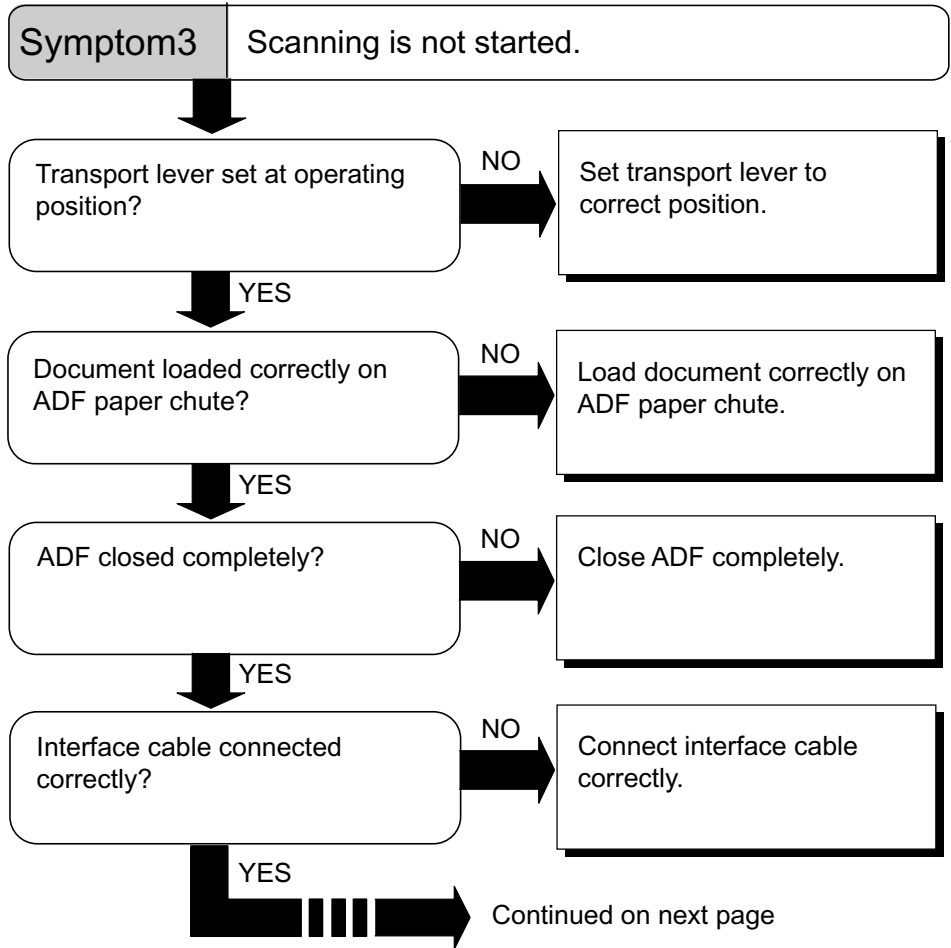 Symptom3 Scanning is not started.
Transport lever set at operating
position?
NO
Set transport lever to
correct position.
YES
Document loaded correctly on
ADF paper chute?
NO
Load document correctly on
ADF paper chute.
YES
ADF closed completely?
NO
Close ADF completely.
YES
Interface cable connected
correctly?
NO
Connect interface cable
correctly.
YES
Continued on next page